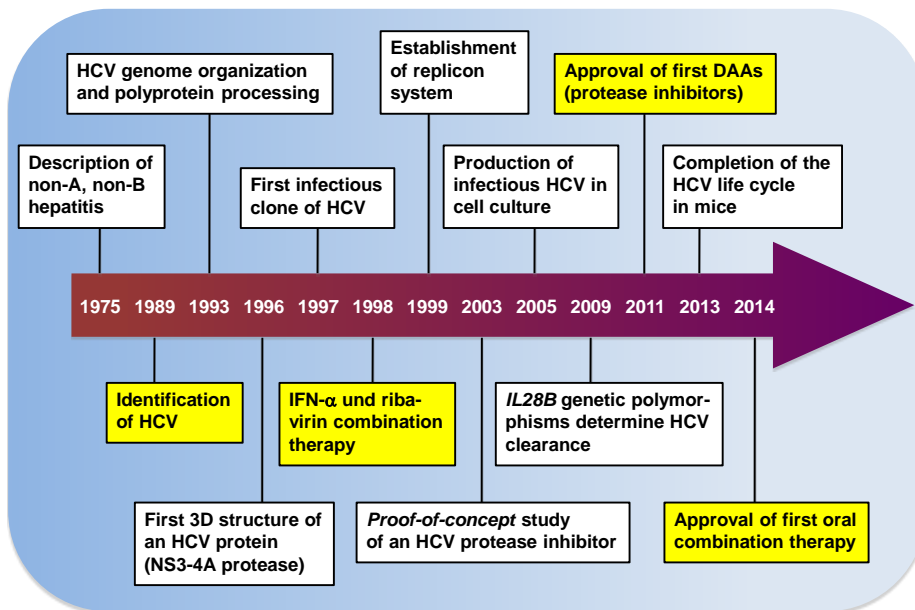 HCV genome organization
and polyprotein processing
Establishment
of replicon
system
Approval of first DAAs
(protease inhibitors)
Description of
non-A, non-B
hepatitis
First infectious
clone of HCV
Production of
infectious HCV in
cell culture
Completion of the
HCV life cycle
in mice
1975 1989 1993 1996 1997 1998 1999 2003 2005 2009 2011 2013 2014
Identification
of HCV
IFN-α und riba-
virin combination
therapy
IL28B genetic polymor-
phisms determine HCV
clearance
First 3D structure of
an HCV protein
(NS3-4A protease)
Proof-of-concept study
of an HCV protease inhibitor
Approval of first oral
combination therapy